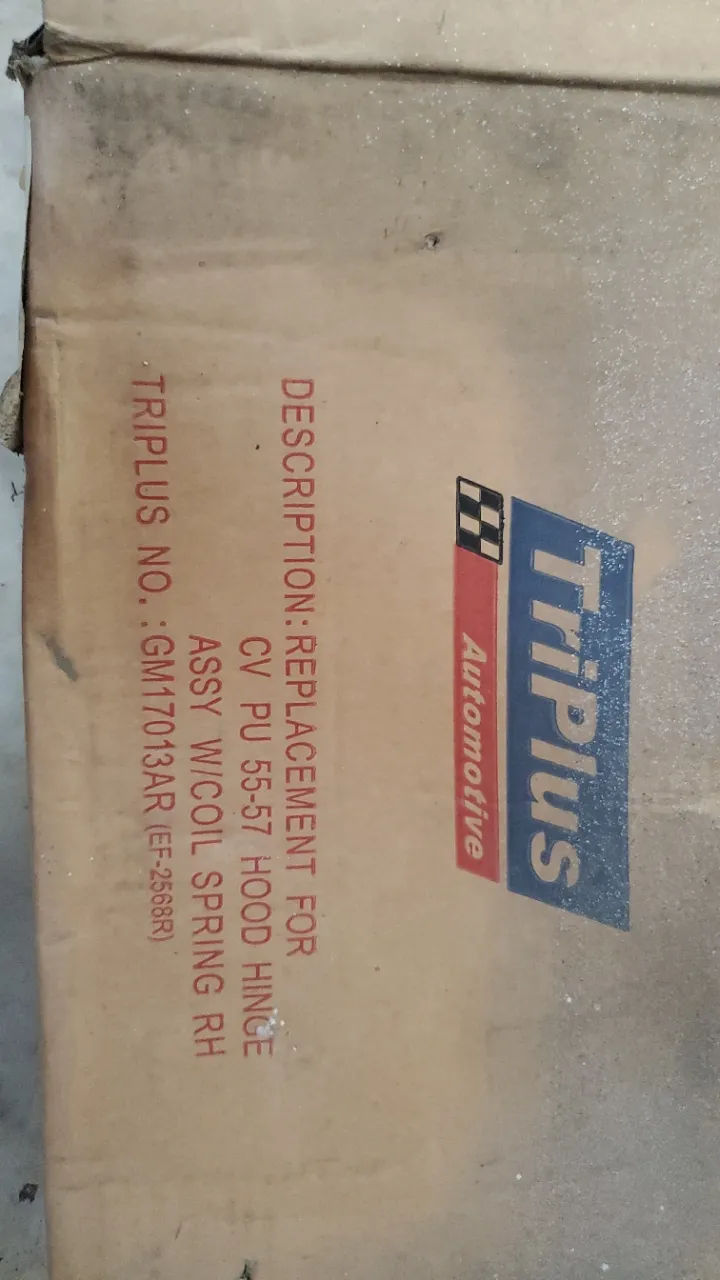 TriPlus
Automotive
DESCRIPTION: REPLACEMENT FOR
CV PU 55-57 HOOD HINGE
ASSY W/COIL SPRING RH
TRIPLUS NO.:GM17013AR (EF-2568R)